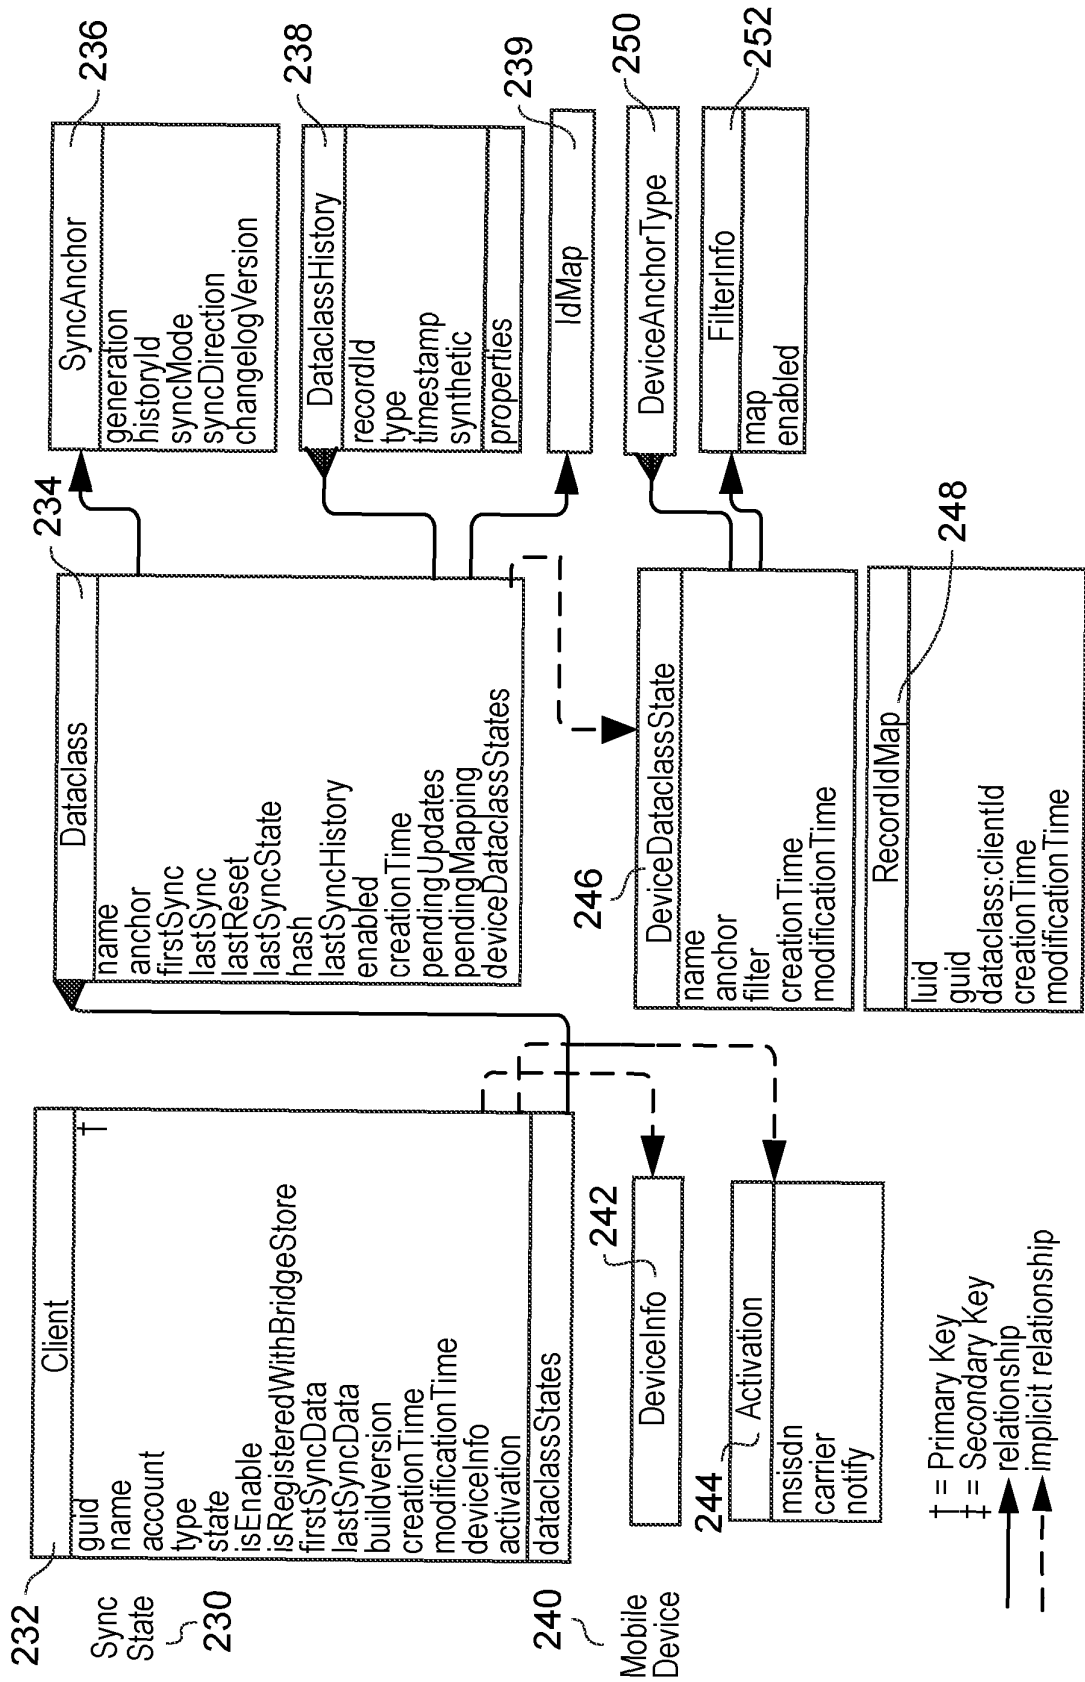 232
Sync
State
230
Client
guid †
name
account
type
state
isEnable
isRegisteredWithBridgeStore
firstSyncData
lastSyncData
buildversion
creationTime
modificationTime
deviceInfo
activation
dataclassStates
234
Dataclass
name
anchor
firstSync
lastSync
lastReset
lastSyncState
hash
lastSyncHistory
enabled
creationTime
pendingUpdates
pendingMapping
deviceDataclassStates
236
SyncAnchor
generation
historyId
syncMode
syncDirection
changelogVersion
238
DataclassHistory
recordId
type
timestamp
synthetic
properties
239
IdMap
240
Mobile
Device
242
DeviceInfo
244
Activation
msisdn
carrier
notify
246
DeviceDataclassState
name
anchor
filter
creationTime
modificationTime
250
DeviceAnchorType
252
FilterInfo
map
enabled
248
RecordIdMap
luid
guid
dataclass:clientId
creationTime
modificationTime
† = Primary Key
‡ = Secondary Key
relationship
implicit relationship